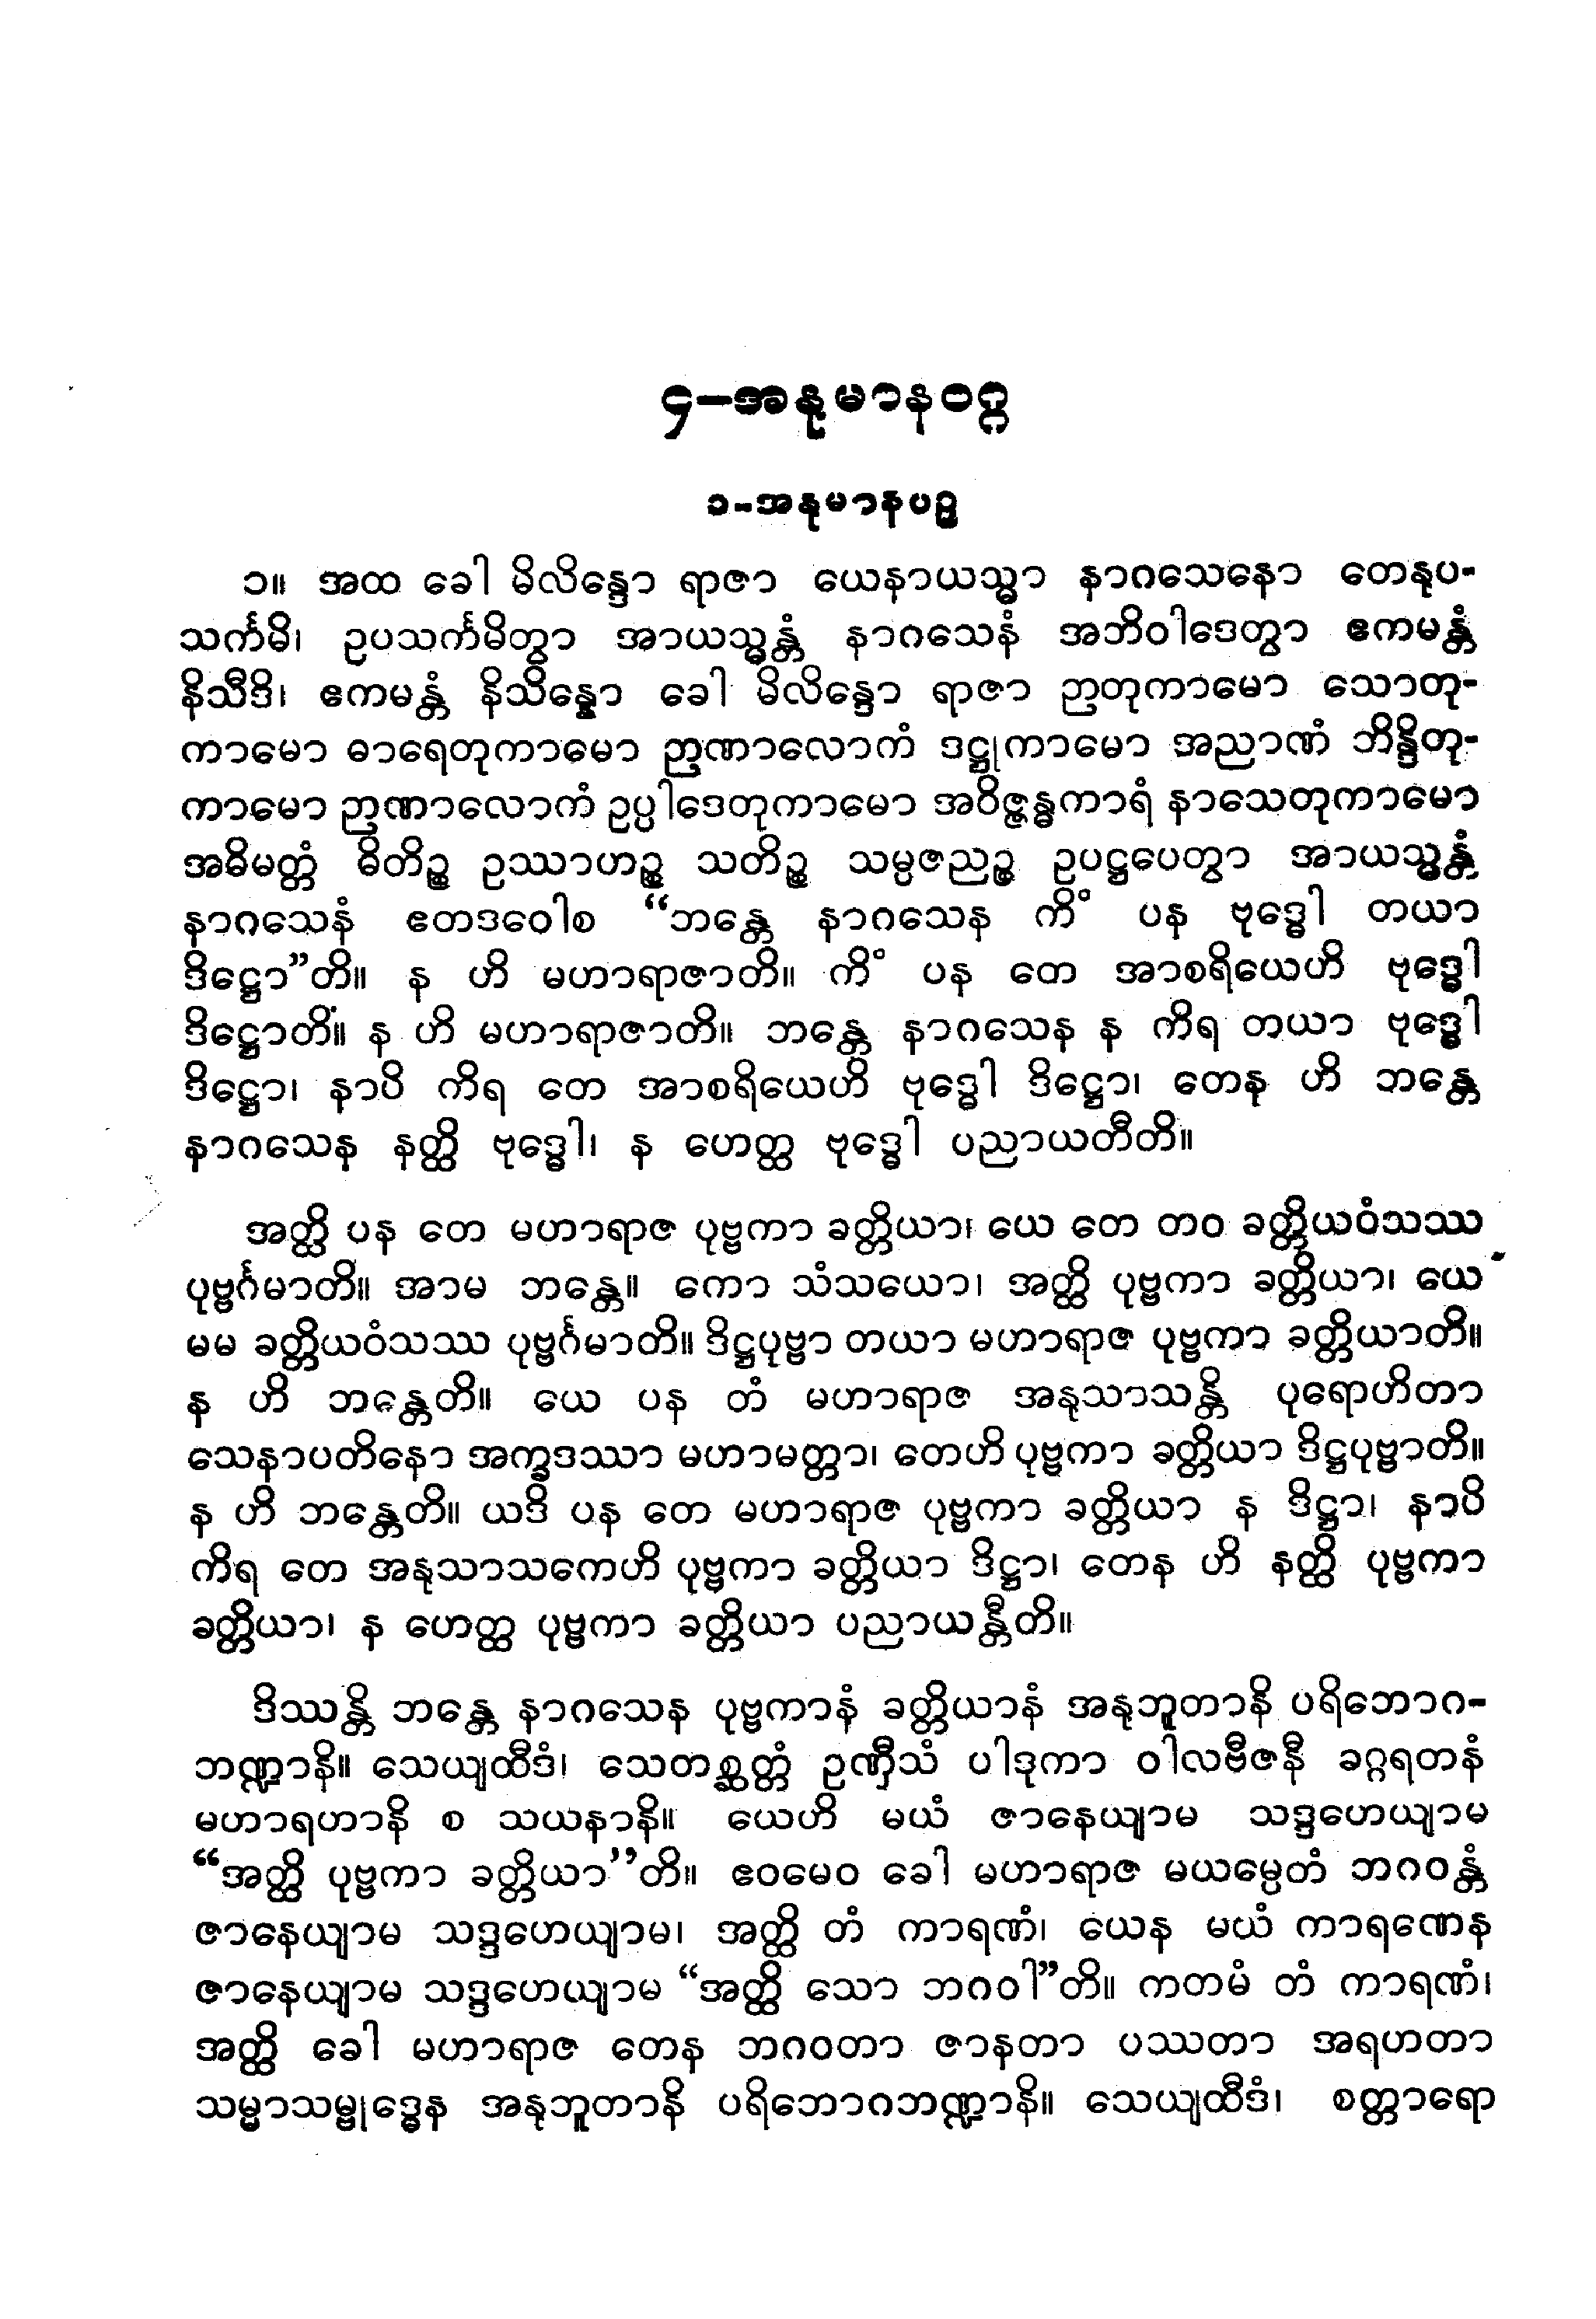 ၄–အနုမာနဝဂ္ဂ
၁–အနုမာနပဥှ
၁။ အထ ခေါ မိလိန္ဒော ရာဇာ ယေနာယသ္မာ နာဂသေနော တေနုပ-
သင်္ကမိ၊ ဥပသင်္ကမိတွာ အာယသ္မန္တံ နာဂသေနံ အဘိဝါဒေတွာ ဧကမန္တံ
နိသီဒိ၊ ဧကမန္တံ နိသိန္နော ခေါ မိလိန္ဒော ရာဇာ ဉာတုကာမော သောတု-
ကာမော ဓာရေတုကာမော ဉာဏာလောကံ ဒဋ္ဌုကာမော အညာဏံ ဘိန္ဒိတု-
ကာမော ဉာဏာလောကံ ဥပ္ပါဒေတုကာမော အဝိဇ္ဇန္ဓကာရံ နာသေတုကာမော
အဓိမတ္တံ ဓိတိဉ္စ ဥဿာဟဉ္စ သတိဉ္စ သမ္ပဇညဉ္စ ဥပဋ္ဌပေတွာ အာယသ္မန္တံ
နာဂသေနံ ဧတဒဝေါစ “ဘန္တေ နာဂသေန ကိံ ပန ဗုဒ္ဓေါ တယာ
ဒိဋ္ဌော”တိ။ န ဟိ မဟာရာဇာတိ။ ကိံ ပန တေ အာစရိယေဟိ ဗုဒ္ဓေါ
ဒိဋ္ဌောတိ။ န ဟိ မဟာရာဇာတိ။ ဘန္တေ နာဂသေန န ကိရ တယာ ဗုဒ္ဓေါ
ဒိဋ္ဌော၊ နာပိ ကိရ တေ အာစရိယေဟိ ဗုဒ္ဓေါ ဒိဋ္ဌော၊ တေန ဟိ ဘန္တေ
နာဂသေန နတ္ထိ ဗုဒ္ဓေါ၊ န ဟေတ္ထ ဗုဒ္ဓေါ ပညာယတီတိ။
အတ္ထိ ပန တေ မဟာရာဇ ပုဗ္ဗကာ ခတ္တိယာ၊ ယေ တေ တဝ ခတ္တိယဝံသဿ
ပုဗ္ဗင်္ဂမာတိ။ အာမ ဘန္တေ။ ကော သံသယော၊ အတ္ထိ ပုဗ္ဗကာ ခတ္တိယာ၊ ယေ
မမ ခတ္တိယဝံသဿ ပုဗ္ဗင်္ဂမာတိ။ ဒိဋ္ဌပုဗ္ဗာ တယာ မဟာရာဇ ပုဗ္ဗကာ ခတ္တိယာတိ။
န ဟိ ဘန္တေတိ။ ယေ ပန တံ မဟာရာဇ အနုသာသန္တိ ပုရောဟိတာ
သေနာပတိနော အက္ခဒဿာ မဟာမတ္တာ၊ တေဟိ ပုဗ္ဗကာ ခတ္တိယာ ဒိဋ္ဌပုဗ္ဗာတိ။
န ဟိ ဘန္တေတိ။ ယဒိ ပန တေ မဟာရာဇ ပုဗ္ဗကာ ခတ္တိယာ န ဒိဋ္ဌာ၊ နာပိ
ကိရ တေ အနုသာသကေဟိ ပုဗ္ဗကာ ခတ္တိယာ ဒိဋ္ဌာ၊ တေန ဟိ နတ္ထိ ပုဗ္ဗကာ
ခတ္တိယာ၊ န ဟေတ္ထ ပုဗ္ဗကာ ခတ္တိယာ ပညာယန္တီတိ။
ဒိဿန္တိ ဘန္တေ နာဂသေန ပုဗ္ဗကာနံ ခတ္တိယာနံ အနုဘူတာနိ ပရိဘောဂ-
ဘဏ္ဍာနိ။ သေယျထိဒံ၊ သေတစ္ဆတ္တံ ဥဏှီသံ ပါဒုကာ ဝါလဗီဇနီ ခဂ္ဂရတနံ
မဟာရဟာနိ စ သယနာနိ။ ယေဟိ မယံ ဇာနေယျာမ သဒ္ဒဟေယျာမ
“အတ္ထိ ပုဗ္ဗကာ ခတ္တိယာ”တိ။ ဧဝမေဝ ခေါ မဟာရာဇ မယမ္ပေတံ ဘဂဝန္တံ
ဇာနေယျာမ သဒ္ဒဟေယျာမ၊ အတ္ထိ တံ ကာရဏံ၊ ယေန မယံ ကာရဏေန
ဇာနေယျာမ သဒ္ဒဟေယျာမ “အတ္ထိ သော ဘဂဝါ”တိ။ ကတမံ တံ ကာရဏံ၊
အတ္ထိ ခေါ မဟာရာဇ တေန ဘဂဝတာ ဇာနတာ ပဿတာ အရဟတာ
သမ္မာသမ္ဗုဒ္ဓေန အနုဘူတာနိ ပရိဘောဂဘဏ္ဍာနိ။ သေယျထိဒံ၊ စတ္တာရော